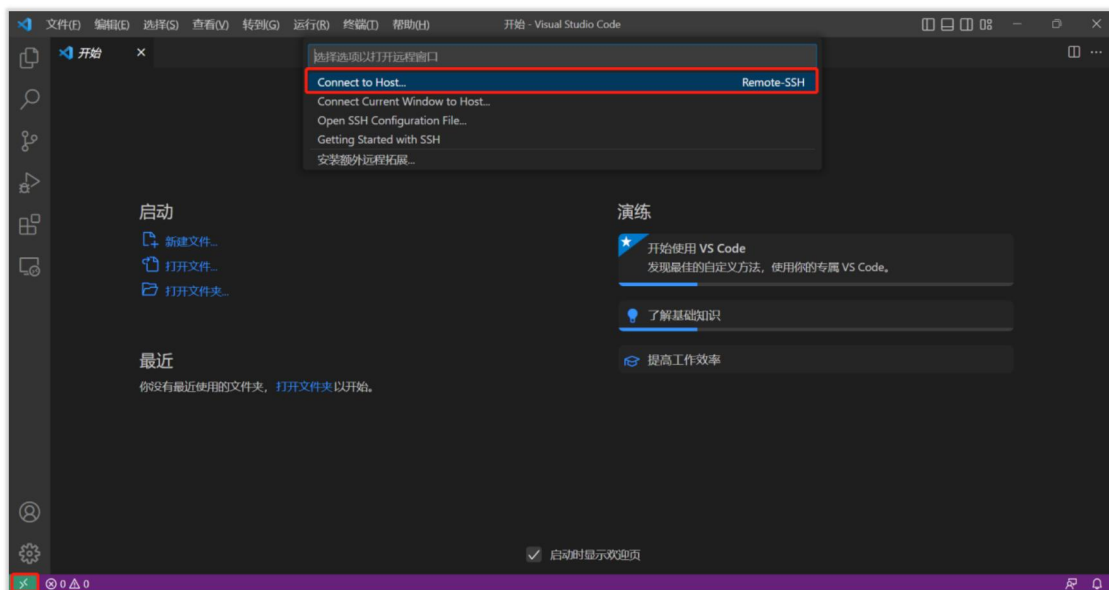 文件(F) 编辑(E) 选择(S) 查看(V) 转到(G) 运行(R) 终端(T) 帮助(H) 开始 - Visual Studio Code
开始
选择选项以打开远程窗口
Connect to Host... Remote-SSH
Connect Current Window to Host...
Open SSH Configuration File...
Getting Started with SSH
安装额外远程拓展...
启动
新建文件...
打开文件...
打开文件夹...
最近
你没有最近使用的文件夹，打开文件夹以开始。
演练
开始使用 VS Code
发现最佳的自定义方法，使用你的专属 VS Code。
了解基础知识
提高工作效率
启动时显示欢迎页
0 0